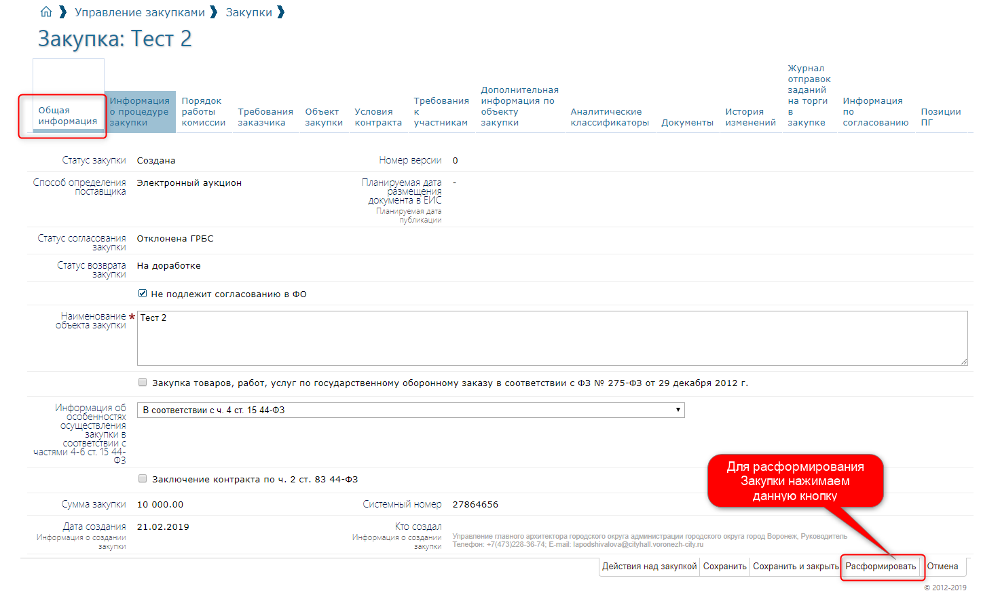 Управление закупками Закупки
Закупка: Тест 2
Общая
информация
Информация
о процедуре
закупки
Порядок
работы
комиссии
Требования
заказчика
Объект
закупки
Условия
контракта
Требования
к
участникам
Дополнительная
информация по
объекту
закупки
Аналитические
классификаторы
Документы
История
изменений
Журнал
отправок
заданий
на торги
в
закупке
Информация
по
согласованию
Позиции
ПГ
Статус закупки Создана Номер версии 0
Способ определения
поставщика
Электронный аукцион
Планируемая дата
размещения
документа в ЕИС
Планируемая дата
публикации
-
Статус согласования
закупки
Отклонена ГРБС
Статус возврата
закупки
На доработке
Не подлежит согласованию в ФО
Наименование *
объекта закупки
Тест 2
Закупка товаров, работ, услуг по государственному оборонному заказу в соответствии с ФЗ № 275-ФЗ от 29 декабря 2012 г.
Информация об
особенностях
осуществления
закупки в
соответствии с
частями 4-6 ст. 15 44-
ФЗ
В соответствии с ч. 4 ст. 15 44-ФЗ
Заключение контракта по ч. 2 ст. 83 44-ФЗ
Для расформирования
Закупки нажимаем
данную кнопку
Сумма закупки 10 000.00 Системный номер 27864656
Дата создания 21.02.2019
Информация о создании
закупки
Кто создал
Информация о создании
закупки
Управление главного архитектора городского округа администрации городского округа город Воронеж, Руководитель
Телефон: +7(473)228-36-74; E-mail: lapodshivalova@cityhall.voronezh-city.ru
Действия над закупкой Сохранить Сохранить и закрыть Расформировать Отмена
© 2012-2019